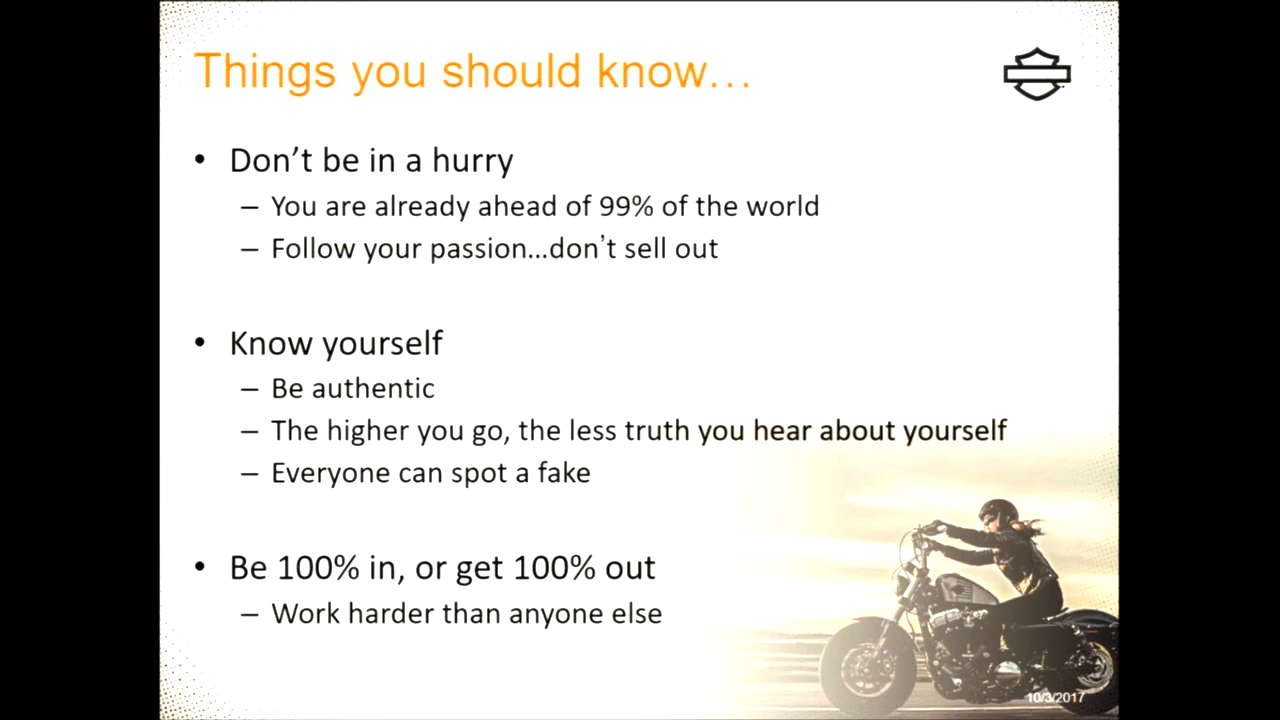 Things you should know…
• Don’t be in a hurry
– You are already ahead of 99% of the world
– Follow your passion…don’t sell out
• Know yourself
– Be authentic
– The higher you go, the less truth you hear about yourself
– Everyone can spot a fake
• Be 100% in, or get 100% out
– Work harder than anyone else
10/3/2017